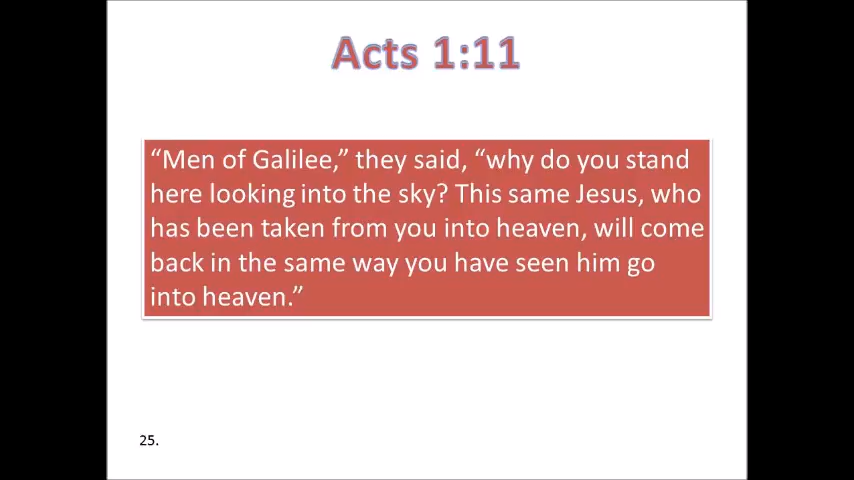 Acts 1:11
“Men of Galilee,” they said, “why do you stand
here looking into the sky? This same Jesus, who
has been taken from you into heaven, will come
back in the same way you have seen him go
into heaven.”
25.